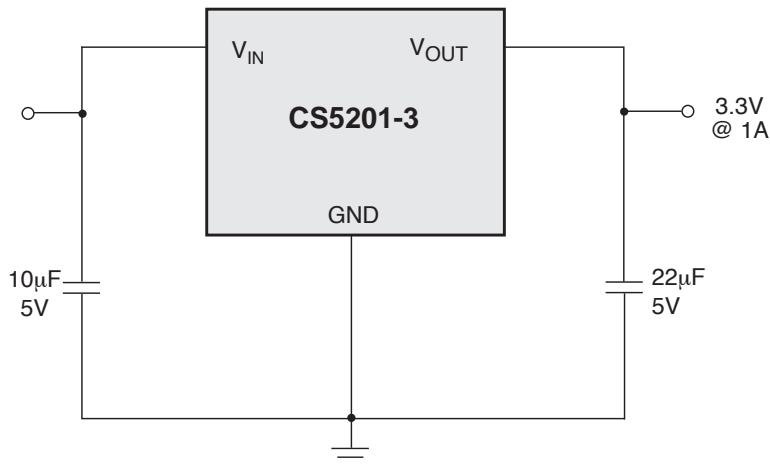 V_IN
V_OUT
CS5201-3
3.3V
@ 1A
GND
10μF
5V
22μF
5V